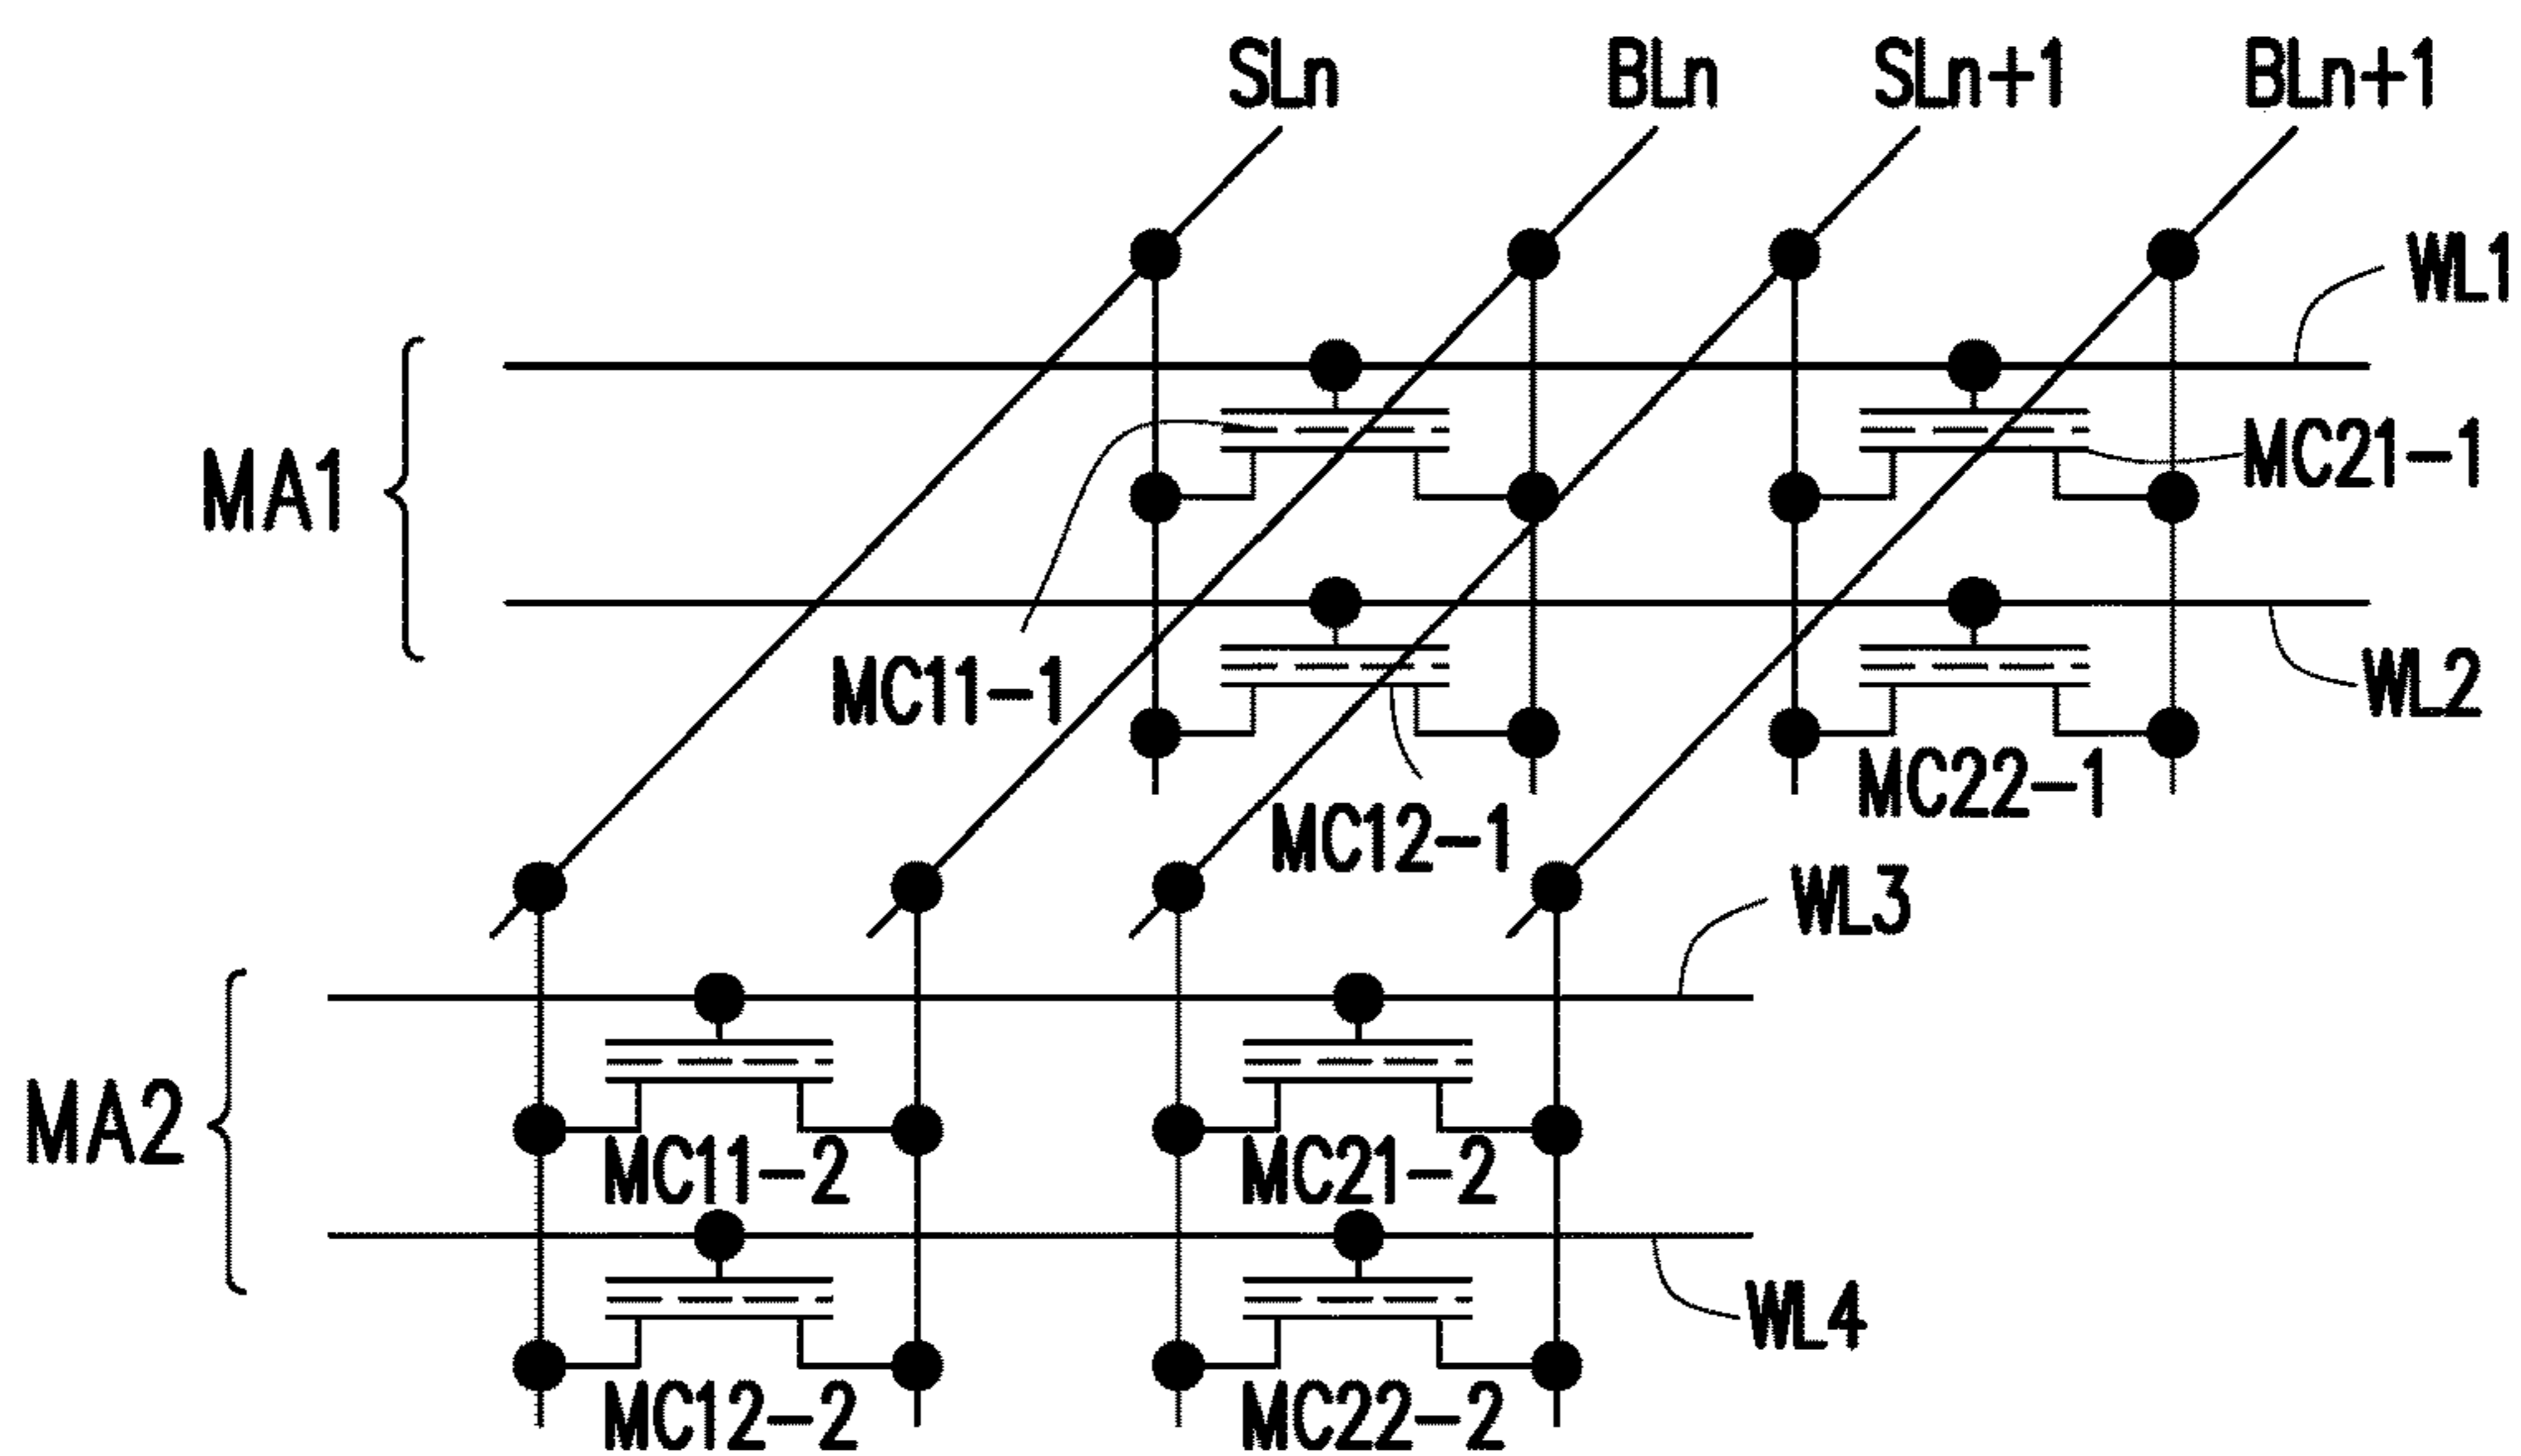 SLn BLn SLn+1 BLn+1
WL1
MA1
MC21-1
MC11-1
WL2
MC12-1
MC22-1
WL3
MA2
MC11-2
MC21-2
WL4
MC12-2
MC22-2